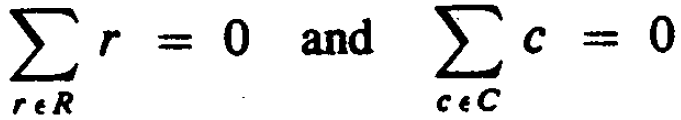 ∑_{r ϵ R} r = 0 and ∑_{c ϵ C} c = 0